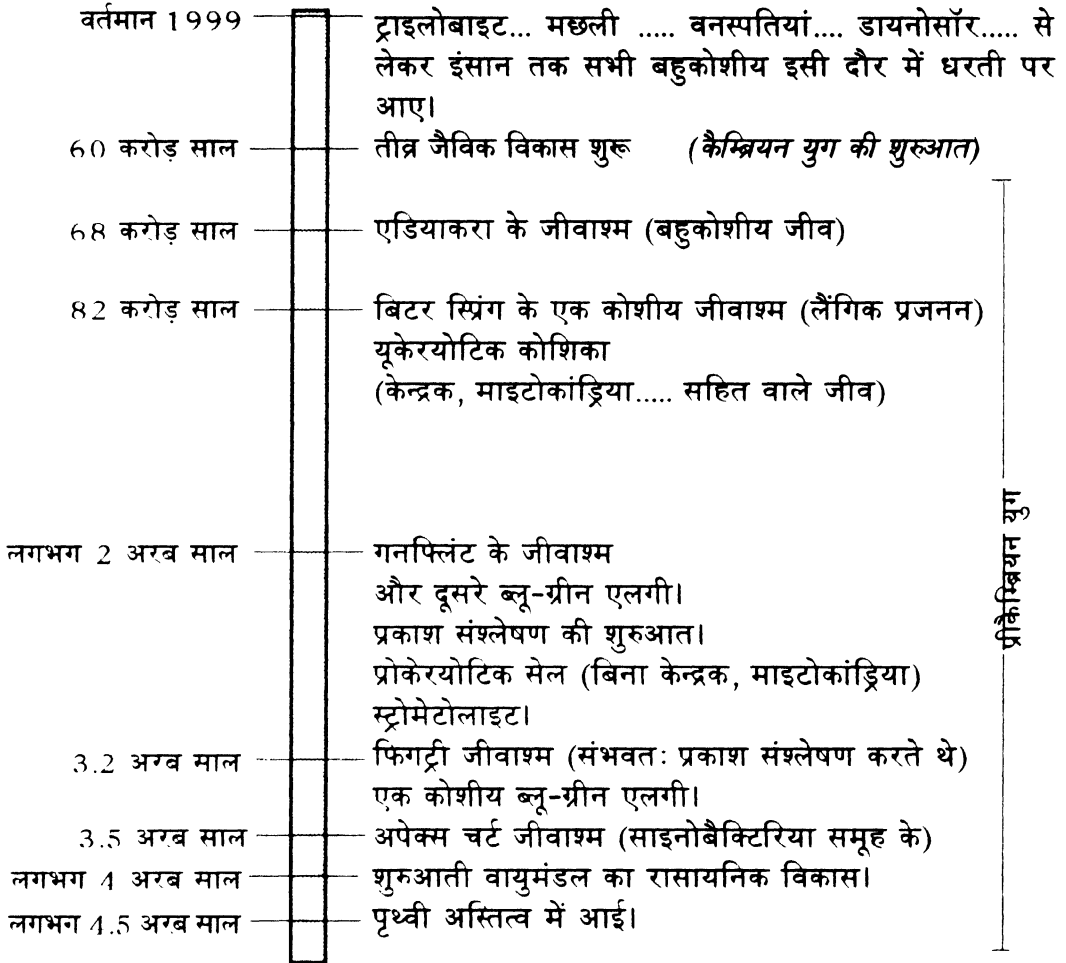 वर्तमान 1999 ट्राइलोबाइट... मछली ..... वनस्पतियां.... डायनोसॉर..... से
लेकर इंसान तक सभी बहुकोशीय इसी दौर में धरती पर
आए।
60 करोड़ साल तीव्र जैविक विकास शुरू (कैम्ब्रियन युग की शुरुआत)
68 करोड़ साल एडियाकरा के जीवाश्म (बहुकोशीय जीव)
82 करोड़ साल बिटर स्प्रिंग के एक कोशीय जीवाश्म (लैंगिक प्रजनन)
यूकेरयोटिक कोशिका
(केन्द्रक, माइटोकांड्रिया..... सहित वाले जीव)
लगभग 2 अरब साल गनफ्लिंट के जीवाश्म
और दूसरे ब्लू-ग्रीन एलगी।
प्रकाश संश्लेषण की शुरुआत।
प्रोकेरयोटिक सेल (बिना केन्द्रक, माइटोकांड्रिया)
स्ट्रोमेटोलाइट।
3.2 अरब साल फिगट्री जीवाश्म (संभवतः प्रकाश संश्लेषण करते थे)
एक कोशीय ब्लू-ग्रीन एलगी।
3.5 अरब साल अपेक्स चर्ट जीवाश्म (साइनोबैक्टिरिया समूह के)
लगभग 4 अरब साल शुरुआती वायुमंडल का रासायनिक विकास।
लगभग 4.5 अरब साल पृथ्वी अस्तित्व में आई।
प्रीकैम्ब्रियन युग